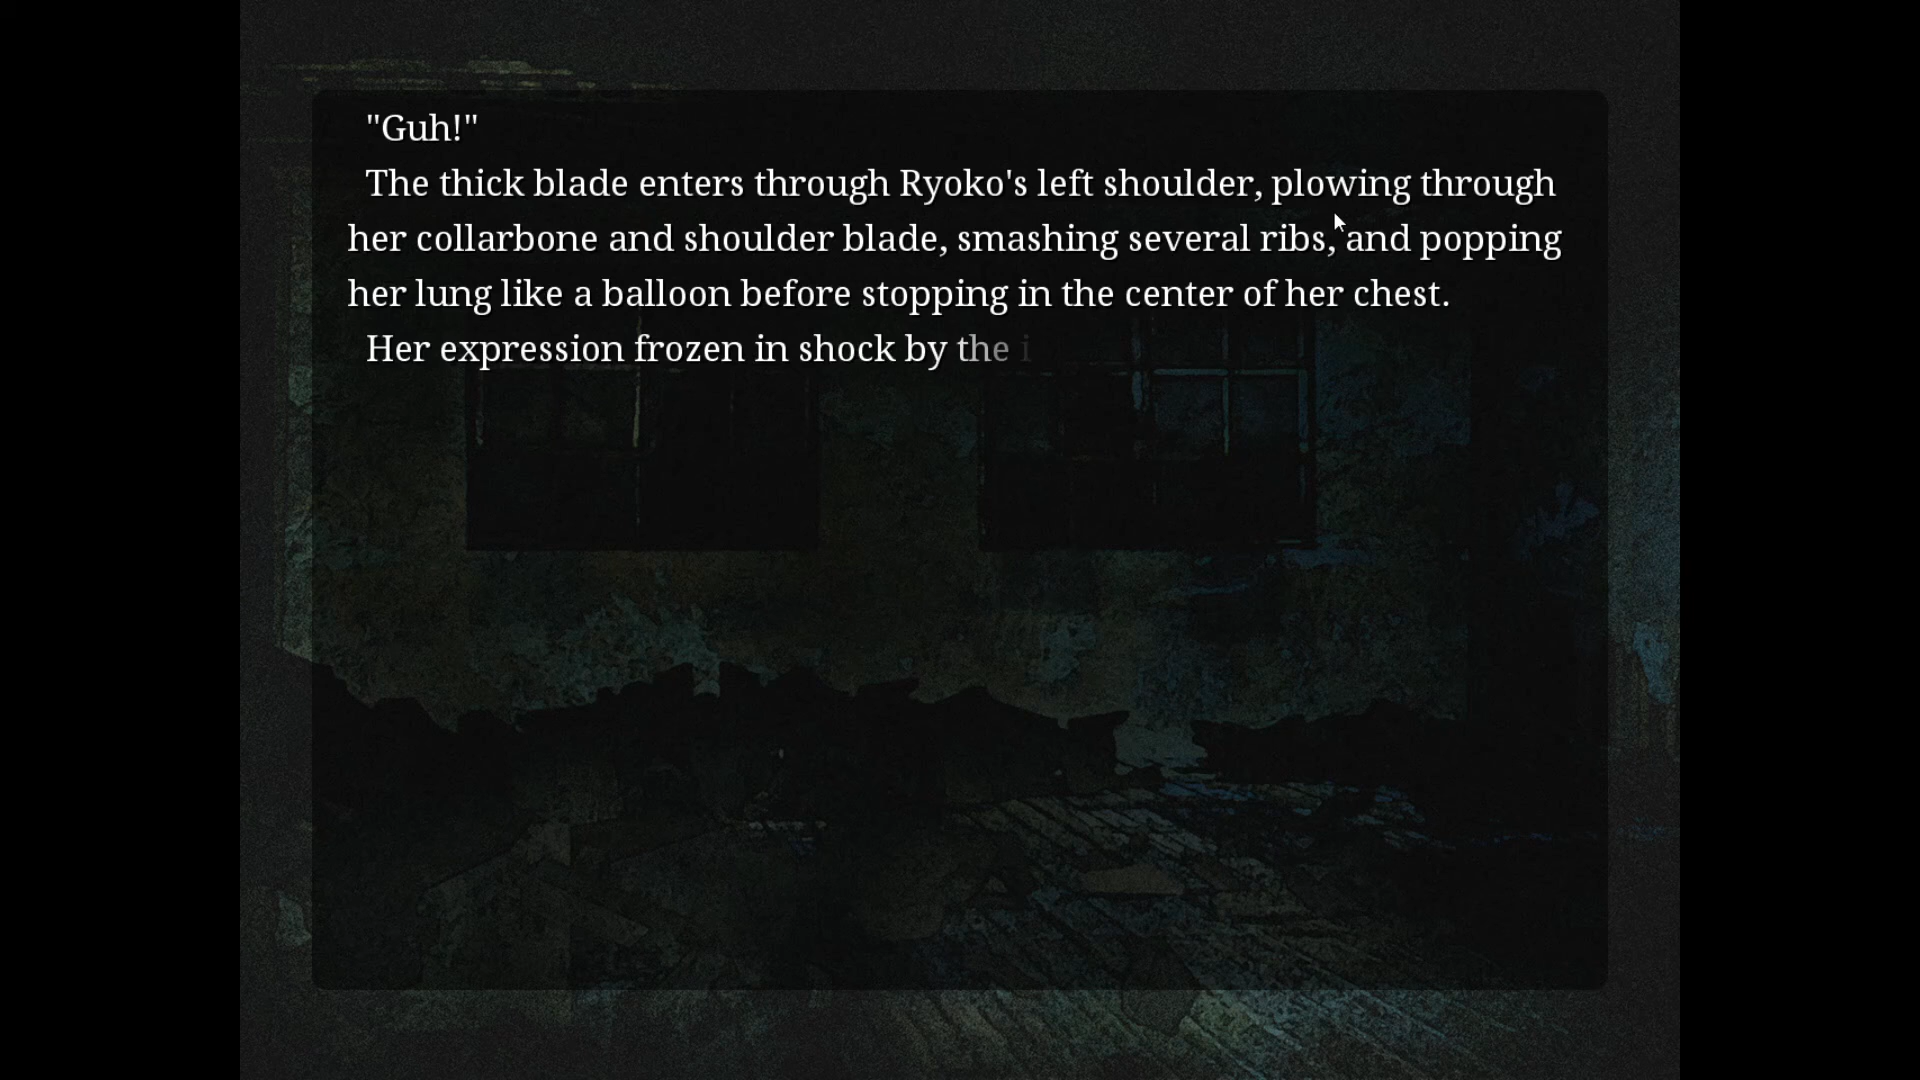 "Guh!"
The thick blade enters through Ryoko's left shoulder, plowing through
her collarbone and shoulder blade, smashing several ribs, and popping
her lung like a balloon before stopping in the center of her chest.
Her expression frozen in shock by the i